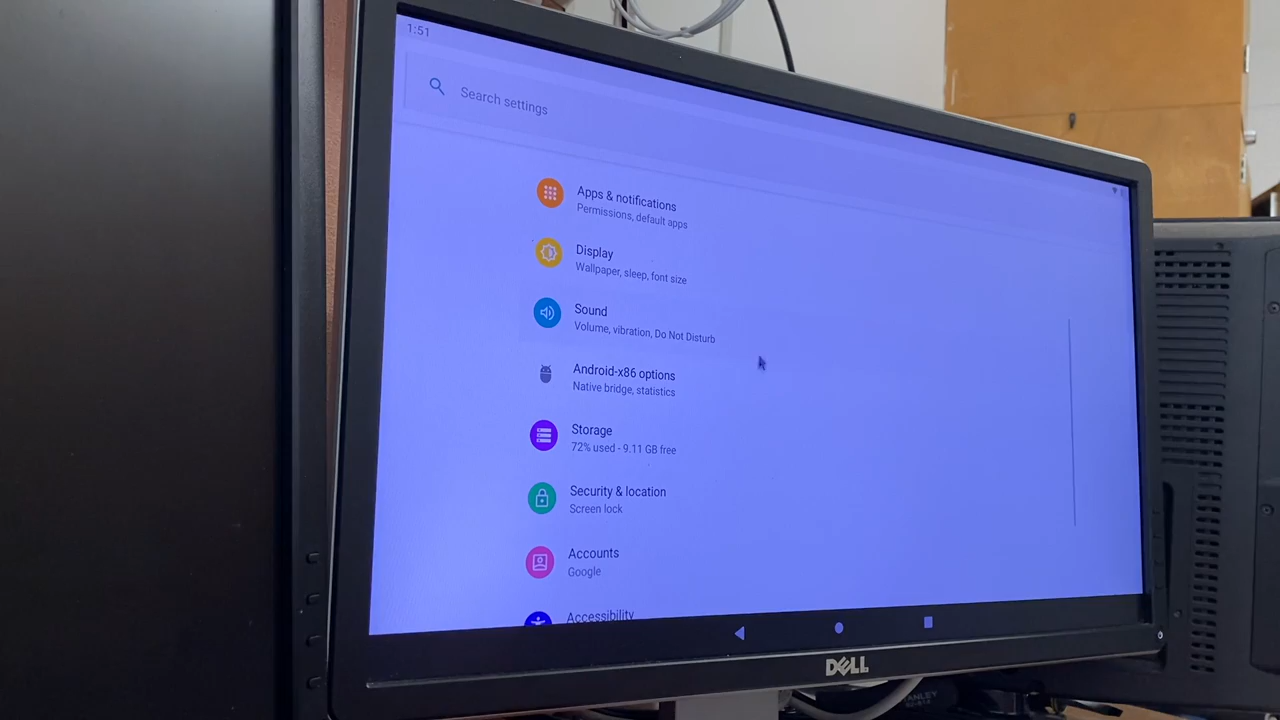 1:51
Search settings
Apps & notifications
Permissions, default apps
Display
Wallpaper, sleep, font size
Sound
Volume, vibration, Do Not Disturb
Android-x86 options
Native bridge, statistics
Storage
72% used - 9.11 GB free
Security & location
Screen lock
Accounts
Google
Accessibility
DELL